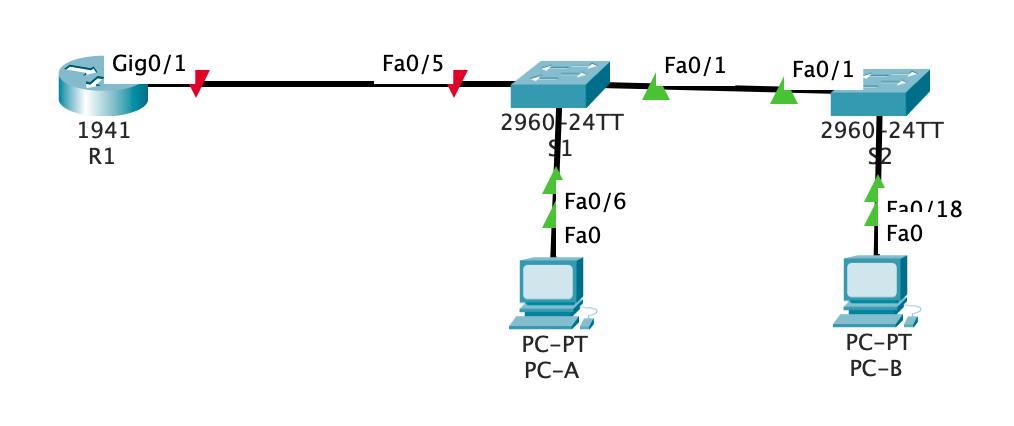 Gig0/1
Fa0/5
Fa0/1
Fa0/1
1941
R1
2960-24TT
S1
2960-24TT
S2
Fa0/6
Fa0
Fa0/18
Fa0
PC-PT
PC-A
PC-PT
PC-B